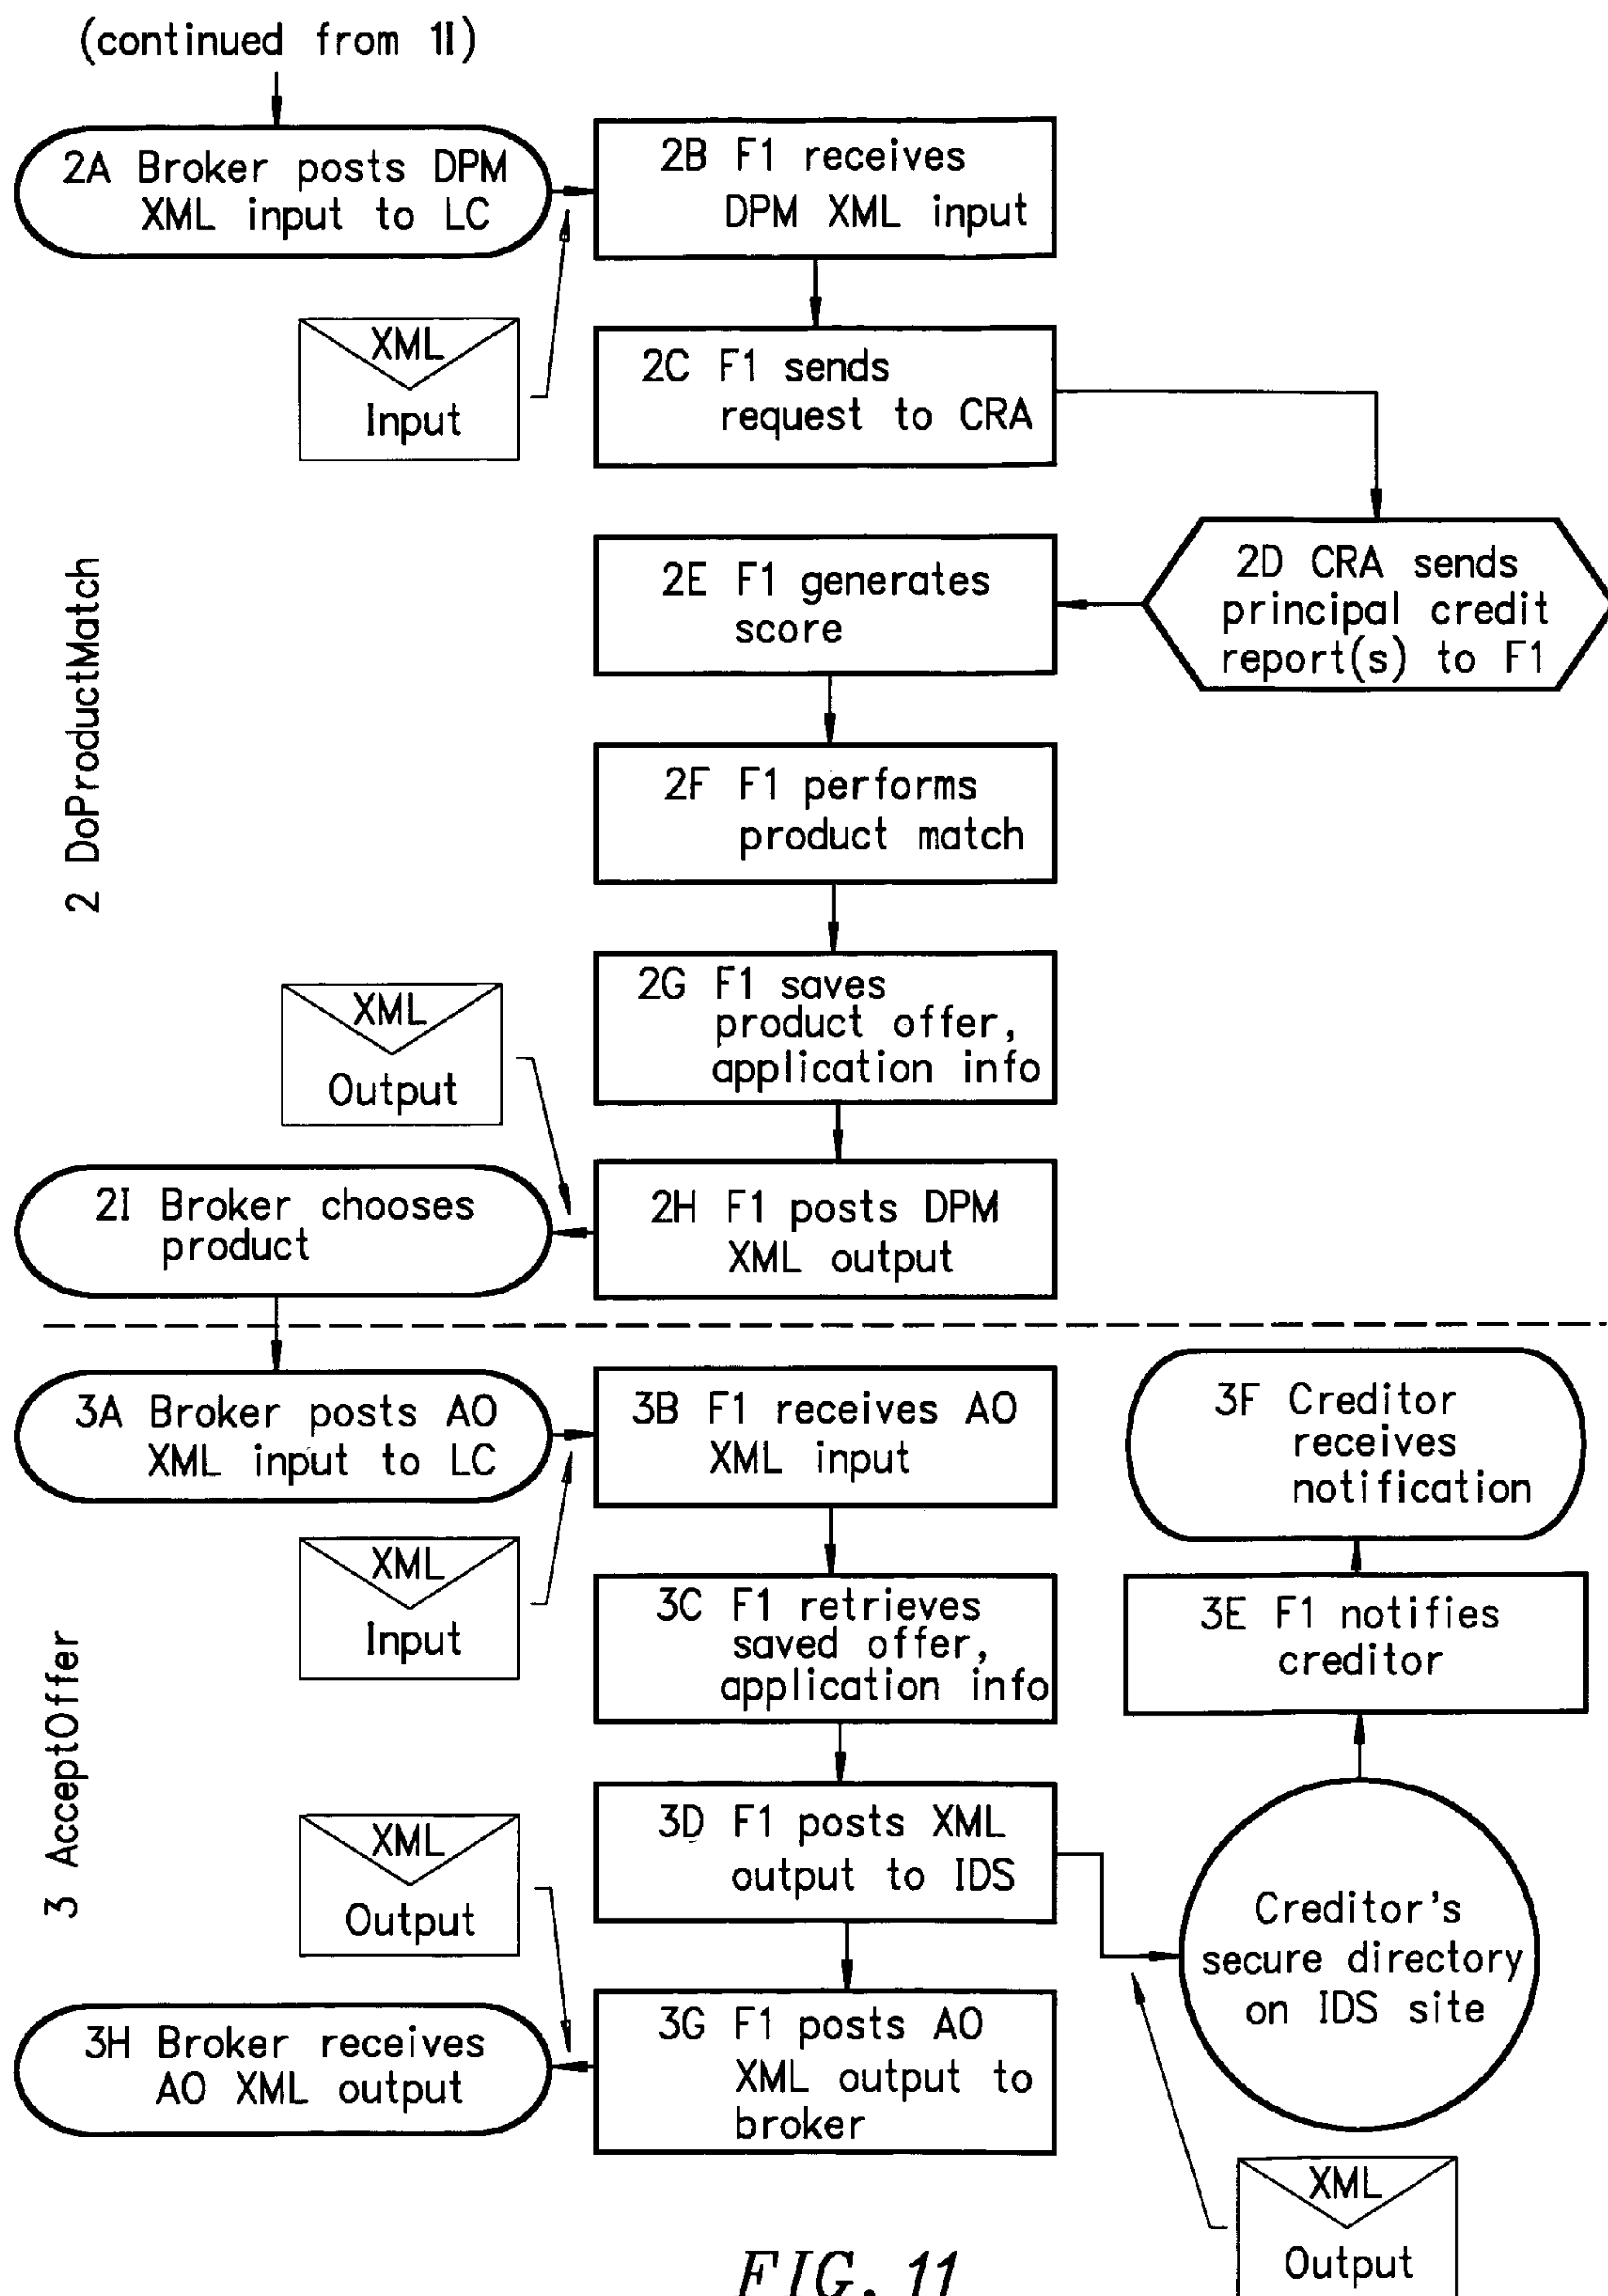 (continued from 1I)
2A Broker posts DPM
XML input to LC
2B F1 receives
DPM XML input
XML
Input
2C F1 sends
request to CRA
2D CRA sends
principal credit
report(s) to F1
2E F1 generates
score
2 DoProductMatch
2F F1 performs
product match
2G F1 saves
product offer,
application info
XML
Output
2H F1 posts DPM
XML output
2I Broker chooses
product
3A Broker posts AO
XML input to LC
3B F1 receives AO
XML input
3F Creditor
receives
notification
XML
Input
3C F1 retrieves
saved offer,
application info
3E F1 notifies
creditor
3 AcceptOffer
3D F1 posts XML
output to IDS
XML
Output
Creditor's
secure directory
on IDS site
3G F1 posts AO
XML output to
broker
3H Broker receives
AO XML output
XML
Output
FIG. 11